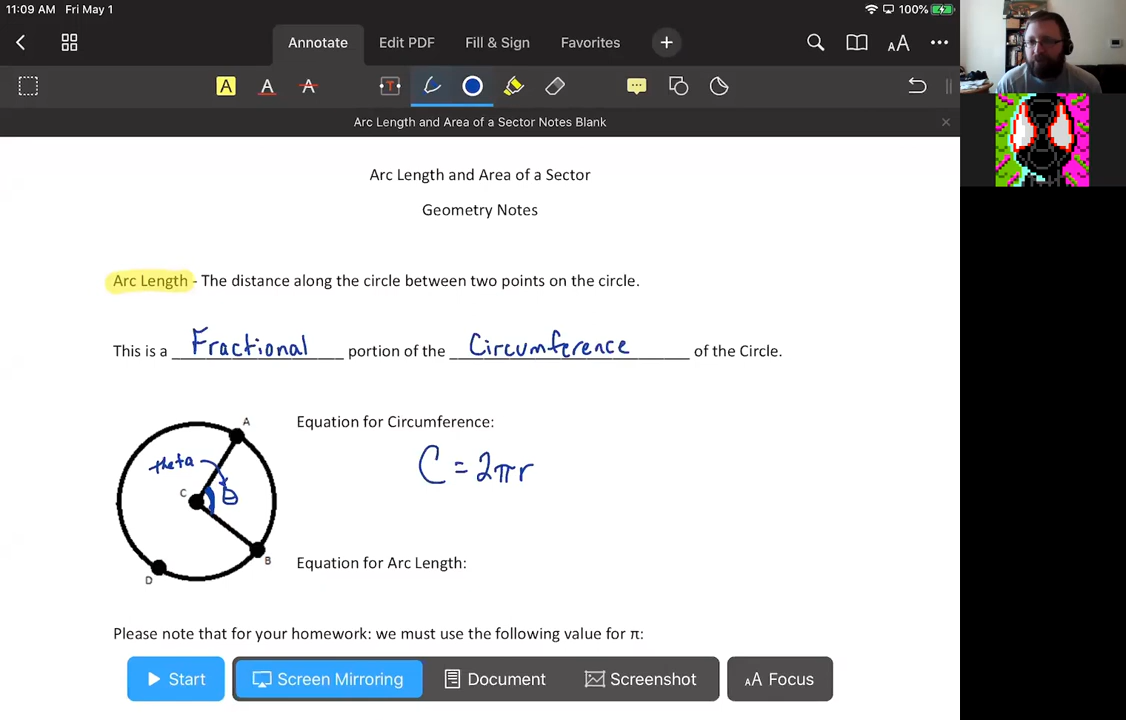 11:09 AM Fri May 1
100%
Annotate Edit PDF Fill & Sign Favorites
AA
A A A T
Arc Length and Area of a Sector Notes Blank
Arc Length and Area of a Sector
Geometry Notes
Arc Length - The distance along the circle between two points on the circle.
This is a Fractional portion of the Circumference of the Circle.
A
Equation for Circumference:
theta
C = 2πr
C θ
B
Equation for Arc Length:
D
Please note that for your homework: we must use the following value for π:
Start Screen Mirroring Document Screenshot AA Focus